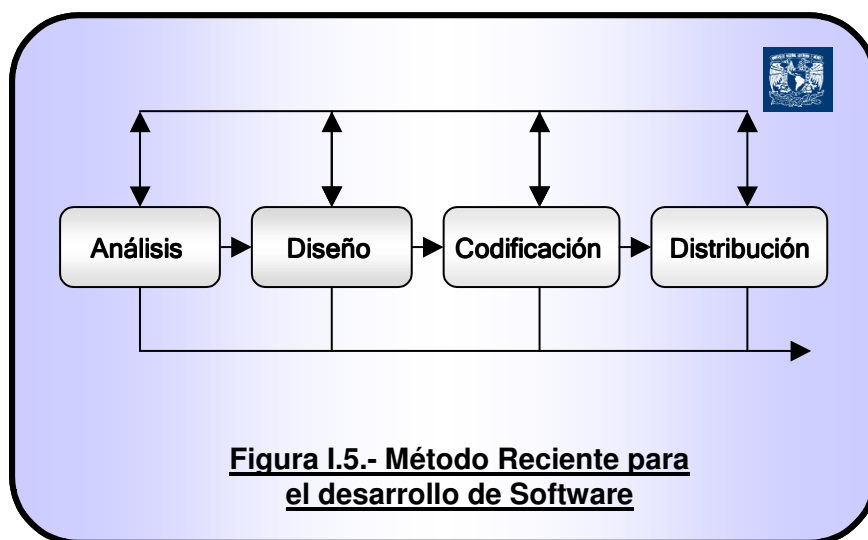 Análisis
Diseño
Codificación
Distribución
Figura I.5.- Método Reciente para
el desarrollo de Software